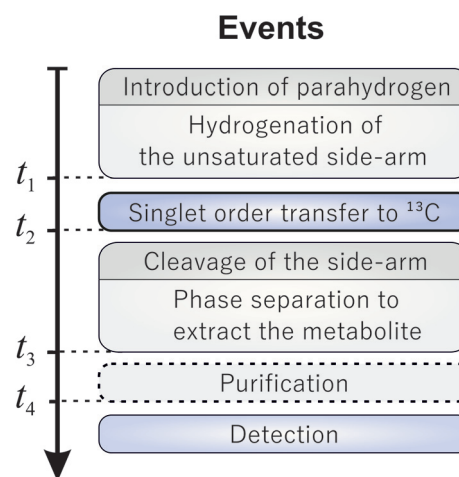 Events
Introduction of parahydrogen
Hydrogenation of
the unsaturated side-arm
t₁
Singlet order transfer to ¹³C
t₂
Cleavage of the side-arm
Phase separation to
extract the metabolite
t₃
Purification
t₄
Detection